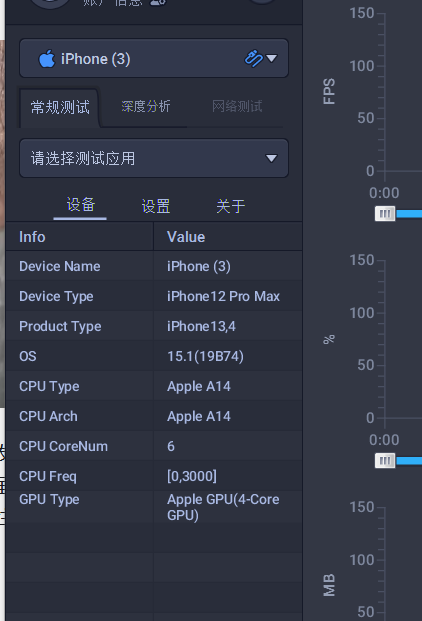 账户信息
iPhone (3)
常规测试 深度分析 网络测试
请选择测试应用
设备 设置 关于
Info Value
Device Name iPhone (3)
Device Type iPhone12 Pro Max
Product Type iPhone13,4
OS 15.1(19B74)
CPU Type Apple A14
CPU Arch Apple A14
CPU CoreNum 6
CPU Freq [0,3000]
GPU Type Apple GPU(4-Core
GPU)
FPS
150
100
50
0
0:00
%
150
100
50
0
0:00
MB
150
100
50